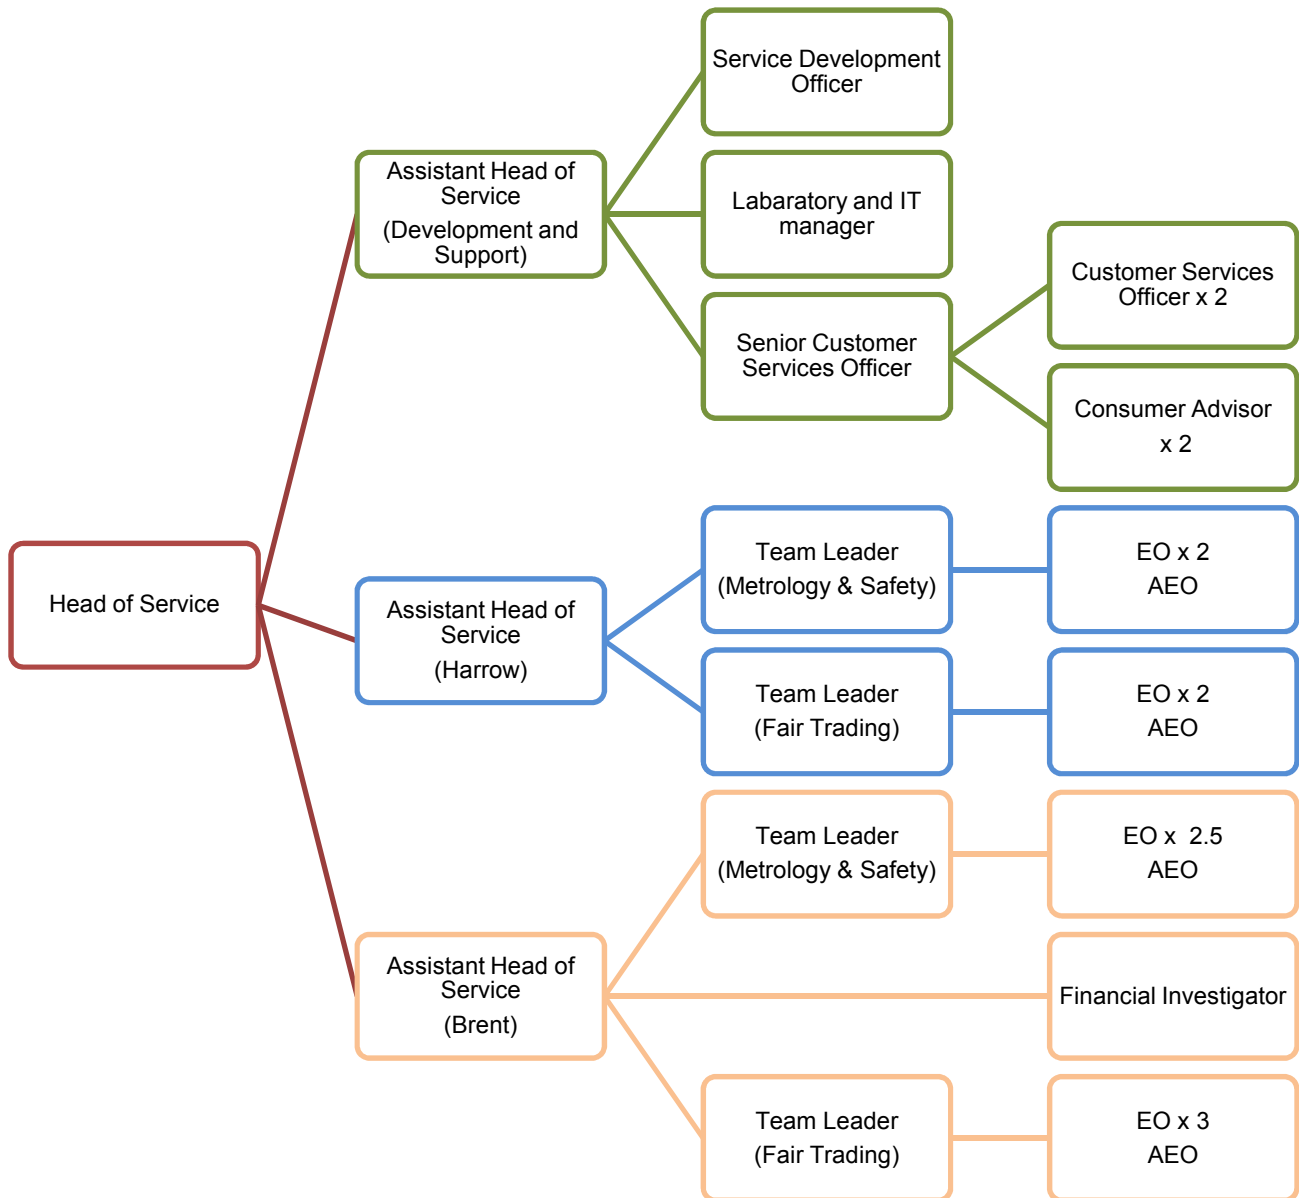 Service Development
Officer
Assistant Head of
Service
(Development and
Support)
Labaratory and IT
manager
Senior Customer
Services Officer
Customer Services
Officer x 2
Consumer Advisor
x 2
Head of Service
Assistant Head of
Service
(Harrow)
Team Leader
(Metrology & Safety)
EO x 2
AEO
Team Leader
(Fair Trading)
EO x 2
AEO
Assistant Head of
Service
(Brent)
Team Leader
(Metrology & Safety)
EO x  2.5
AEO
Financial Investigator
Team Leader
(Fair Trading)
EO x 3
AEO